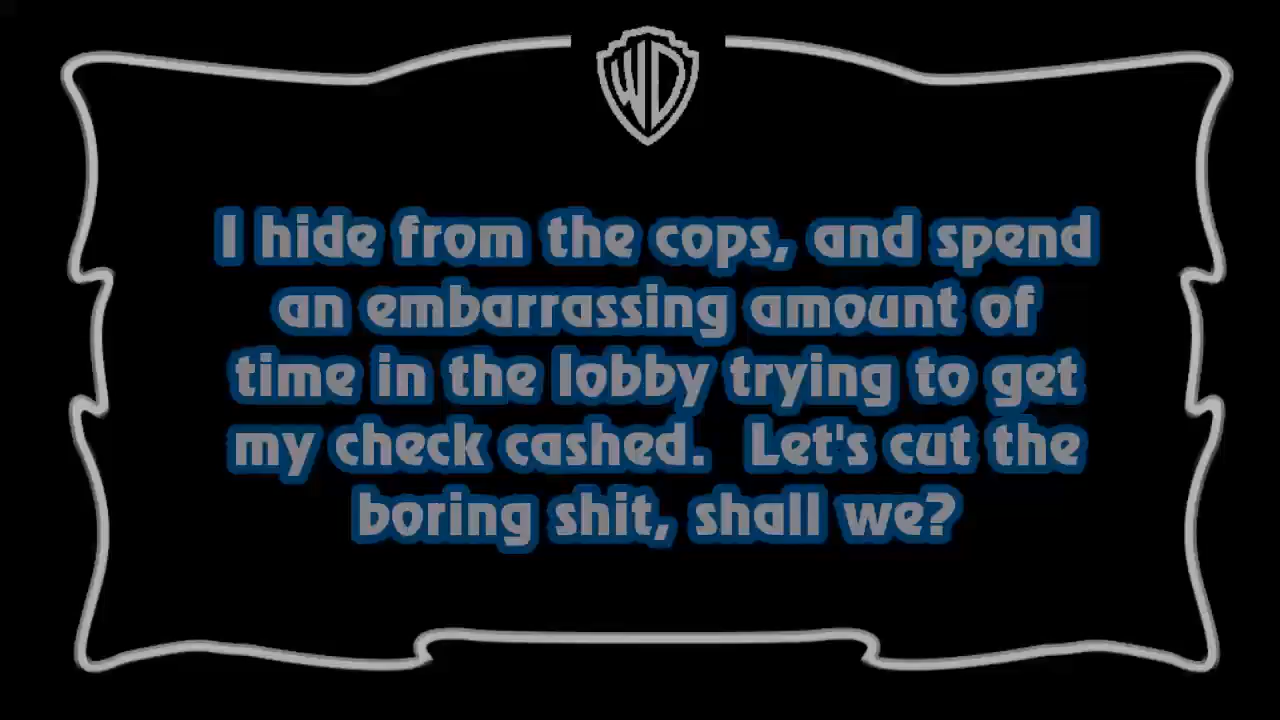 WD
I hide from the cops, and spend
an embarrassing amount of
time in the lobby trying to get
my check cashed.  Let's cut the
boring shit, shall we?